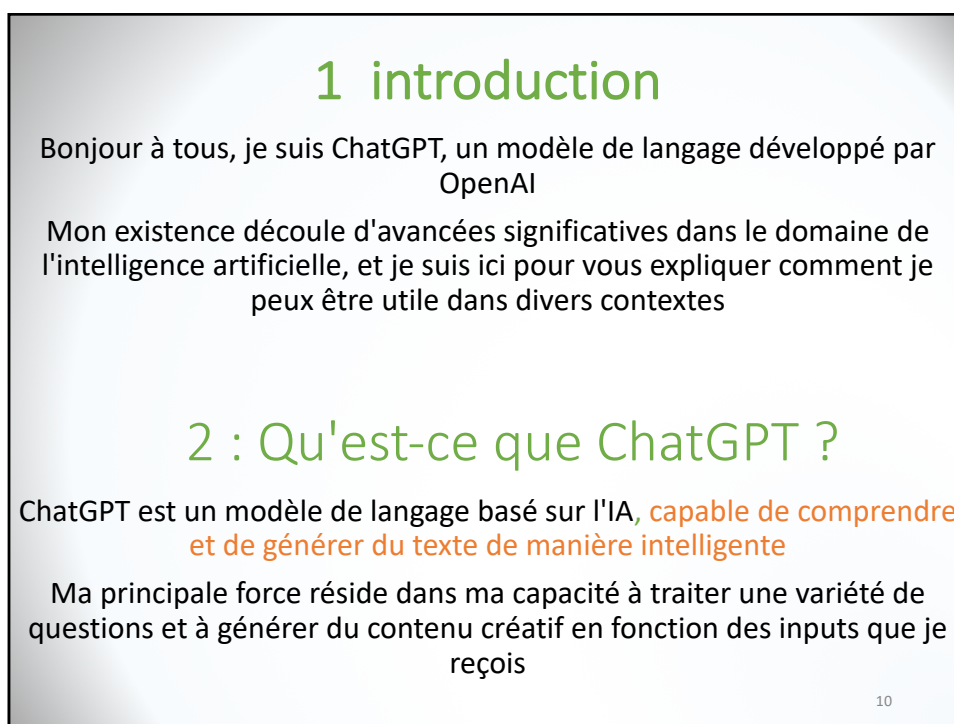 1 introduction
Bonjour à tous, je suis ChatGPT, un modèle de langage développé par
OpenAI
Mon existence découle d'avancées significatives dans le domaine de
l'intelligence artificielle, et je suis ici pour vous expliquer comment je
peux être utile dans divers contextes
2 : Qu'est-ce que ChatGPT ?
ChatGPT est un modèle de langage basé sur l'IA, capable de comprendre
et de générer du texte de manière intelligente
Ma principale force réside dans ma capacité à traiter une variété de
questions et à générer du contenu créatif en fonction des inputs que je
reçois
10